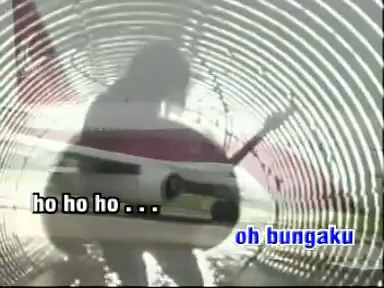 ho ho ho . . .
oh bungaku